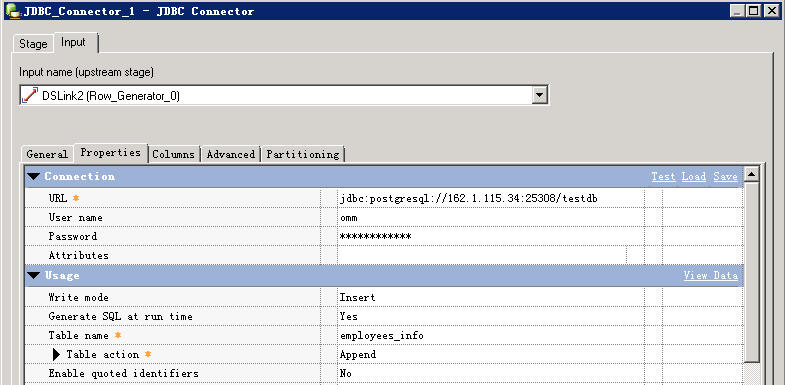 JDBC_Connector_1 - JDBC Connector
Stage Input
Input name (upstream stage)
DSLink2 (Row_Generator_0)
General Properties Columns Advanced Partitioning
Connection Test Load Save
URL * jdbc:postgresql://162.1.115.34:25308/testdb
User name omm
Password ************
Attributes
Usage View Data
Write mode Insert
Generate SQL at run time Yes
Table name * employees_info
Table action * Append
Enable quoted identifiers No